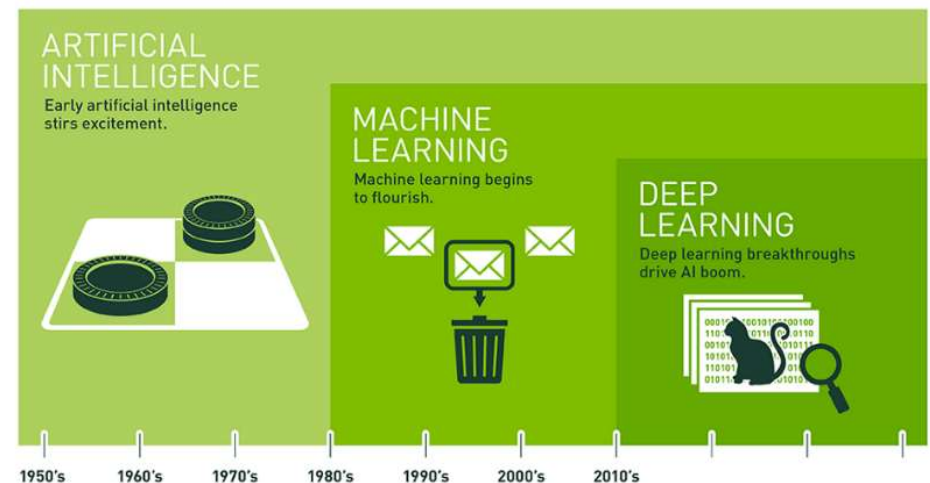 ARTIFICIAL
INTELLIGENCE
Early artificial intelligence
stirs excitement.
MACHINE
LEARNING
Machine learning begins
to flourish.
DEEP
LEARNING
Deep learning breakthroughs
drive AI boom.
1950's 1960's 1970's 1980's 1990's 2000's 2010's